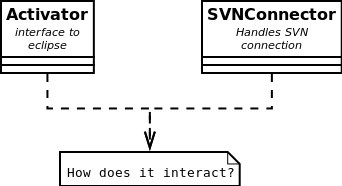 Activator
interface to
eclipse
SVNConnector
Handles SVN
connection
How does it interact?